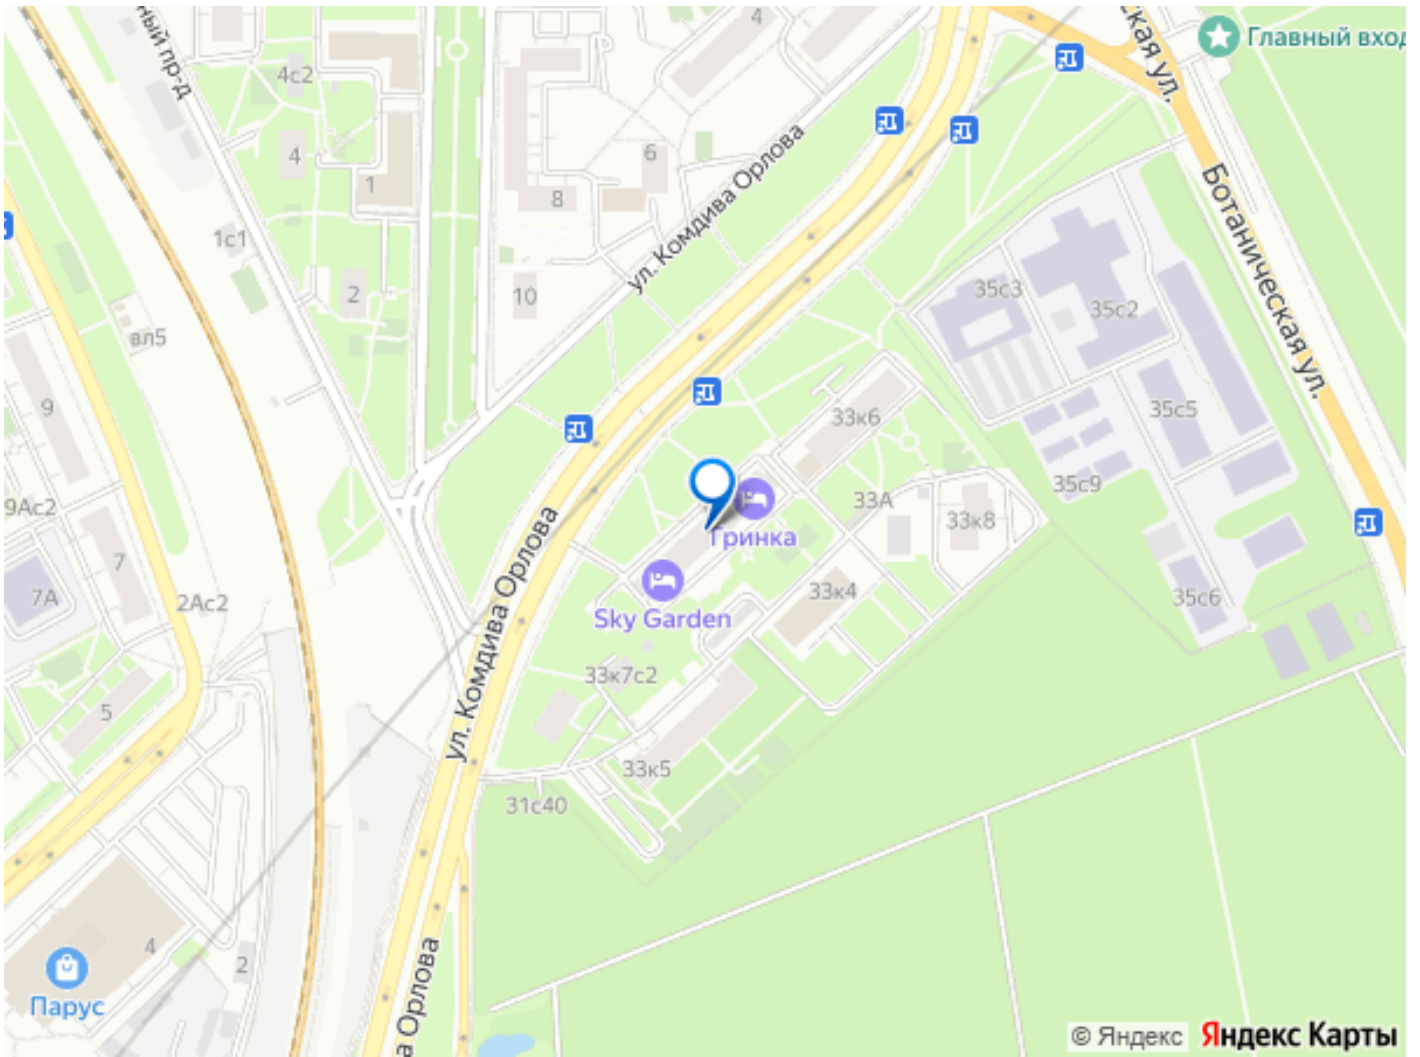 4
ская ул.
Главный вход
ный пр-д
4с2
4
1
6
8
ул. Комдива Орлова
Ботаническая ул.
1с1
2
10
35с3
35с2
вл5
9
33к6
35с5
35с9
9Ас2
33А
33к8
Гринка
7
7А
2Ас2
Sky Garden
33к4
35с6
ул. Комдива Орлова
33к7с2
5
33к5
31с40
4
2
Парус
а Орлова
© Яндекс
Яндекс Карты